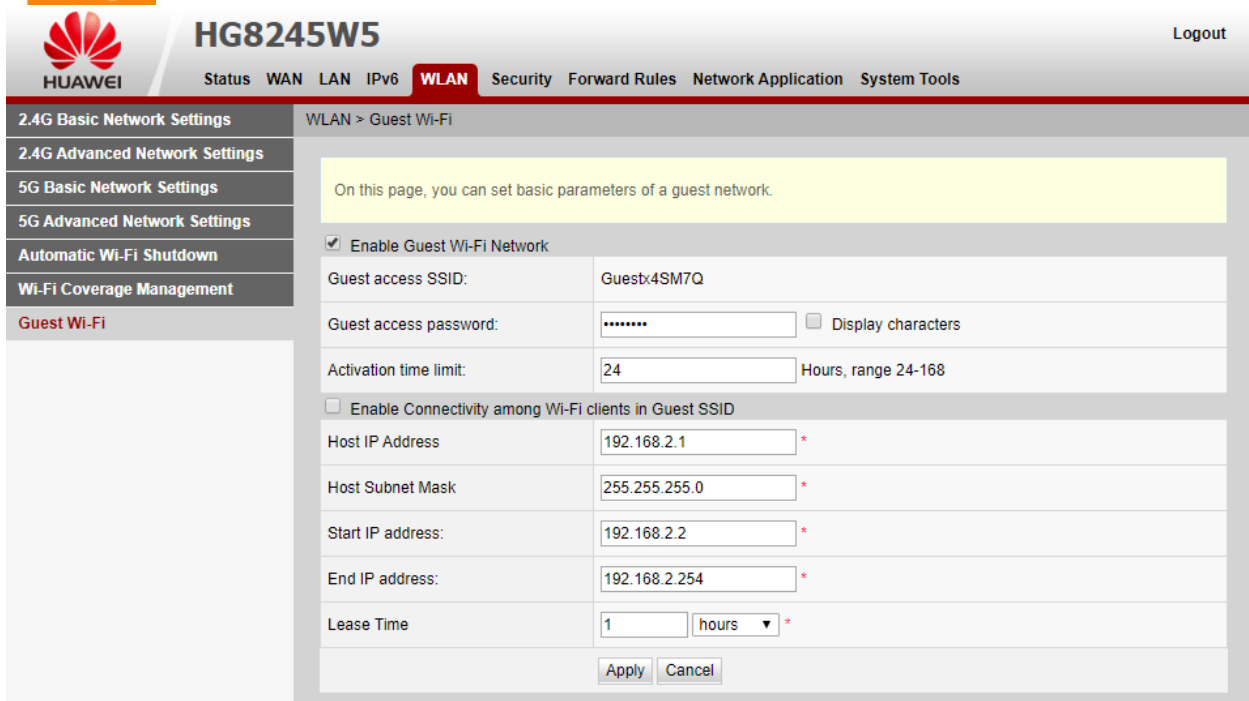 HUAWEI
HG8245W5
Logout
Status WAN LAN IPv6 WLAN Security Forward Rules Network Application System Tools
2.4G Basic Network Settings
2.4G Advanced Network Settings
5G Basic Network Settings
5G Advanced Network Settings
Automatic Wi-Fi Shutdown
Wi-Fi Coverage Management
Guest Wi-Fi
WLAN > Guest Wi-Fi
On this page, you can set basic parameters of a guest network.
Enable Guest Wi-Fi Network
Guest access SSID: Guestx4SM7Q
Guest access password: •••••••• Display characters
Activation time limit: 24 Hours, range 24-168
Enable Connectivity among Wi-Fi clients in Guest SSID
Host IP Address 192.168.2.1 *
Host Subnet Mask 255.255.255.0 *
Start IP address: 192.168.2.2 *
End IP address: 192.168.2.254 *
Lease Time 1 hours *
Apply Cancel